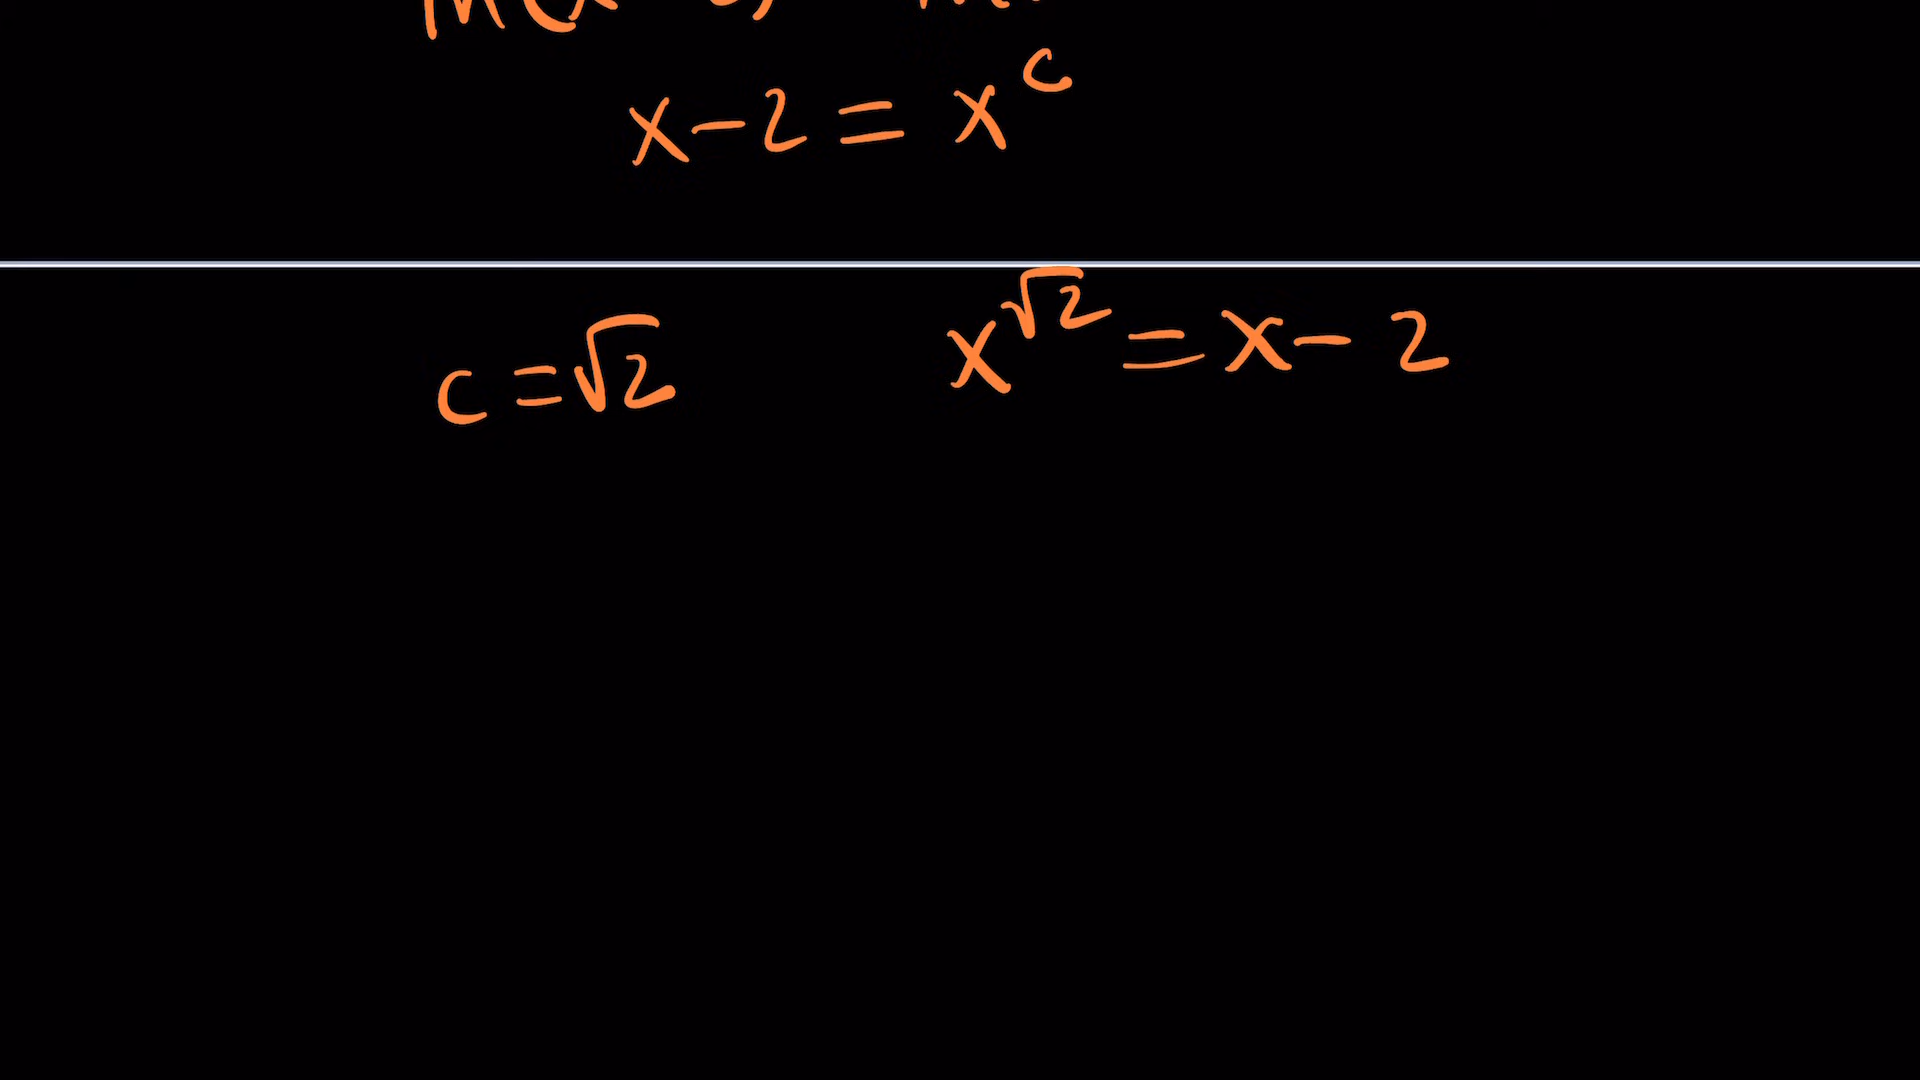 x-2 = x^c
c = √2 x^√2 = x - 2